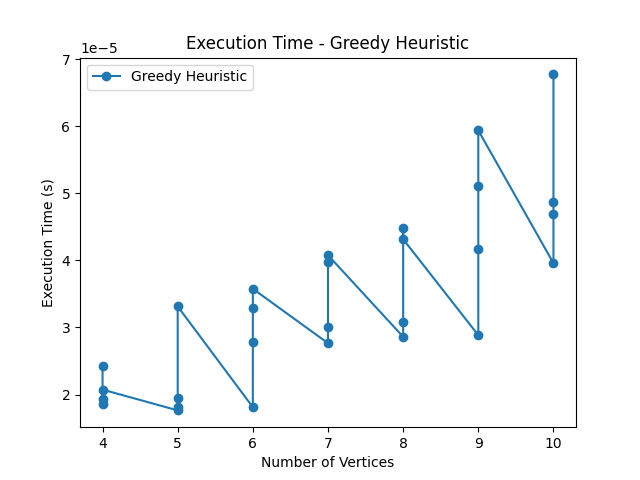 Execution Time - Greedy Heuristic
1e−5
Greedy Heuristic
7
6
5
4
3
2
Execution Time (s)
4 5 6 7 8 9 10
Number of Vertices